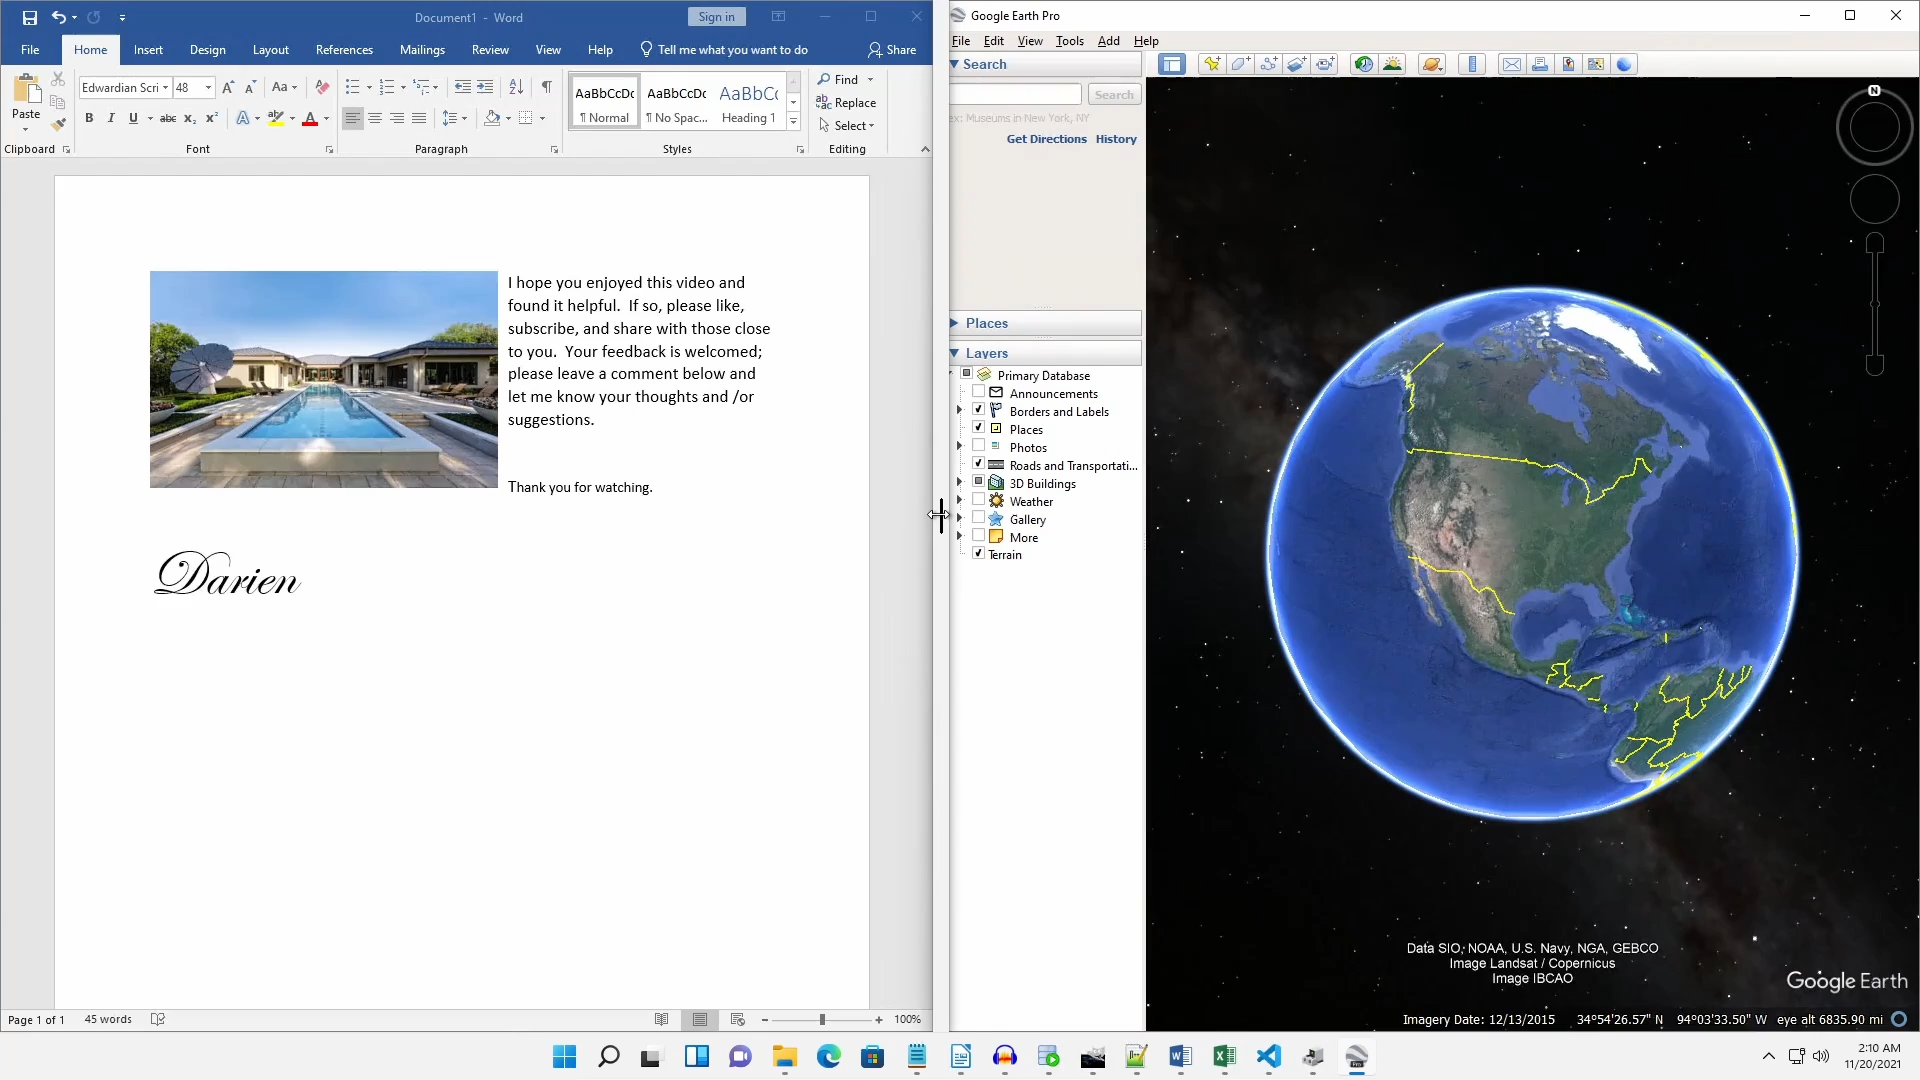 Document1 - Word
Sign in
File Home Insert Design Layout References Mailings Review View Help Tell me what you want to do Share
Paste
Edwardian Scri 48
Aa
B I U abc x₂ x² A
AaBbCcDc AaBbCcDc AaBbCc
¶ Normal ¶ No Spac... Heading 1
Find
Replace
Select
Clipboard Font Paragraph Styles Editing
I hope you enjoyed this video and
found it helpful. If so, please like,
subscribe, and share with those close
to you. Your feedback is welcomed;
please leave a comment below and
let me know your thoughts and /or
suggestions.
Thank you for watching.
Darien
Page 1 of 1 45 words 100%
Google Earth Pro
File Edit View Tools Add Help
Search
Search
ex: Museums in New York, NY
Get Directions History
Places
Layers
Primary Database
Announcements
Borders and Labels
Places
Photos
Roads and Transportati...
3D Buildings
Weather
Gallery
More
Terrain
N
Data SIO, NOAA, U.S. Navy, NGA, GEBCO
Image Landsat / Copernicus
Image IBCAO
Google Earth
Imagery Date: 12/13/2015 34°54'26.57" N 94°03'33.50" W eye alt 6835.90 mi
2:10 AM
11/20/2021